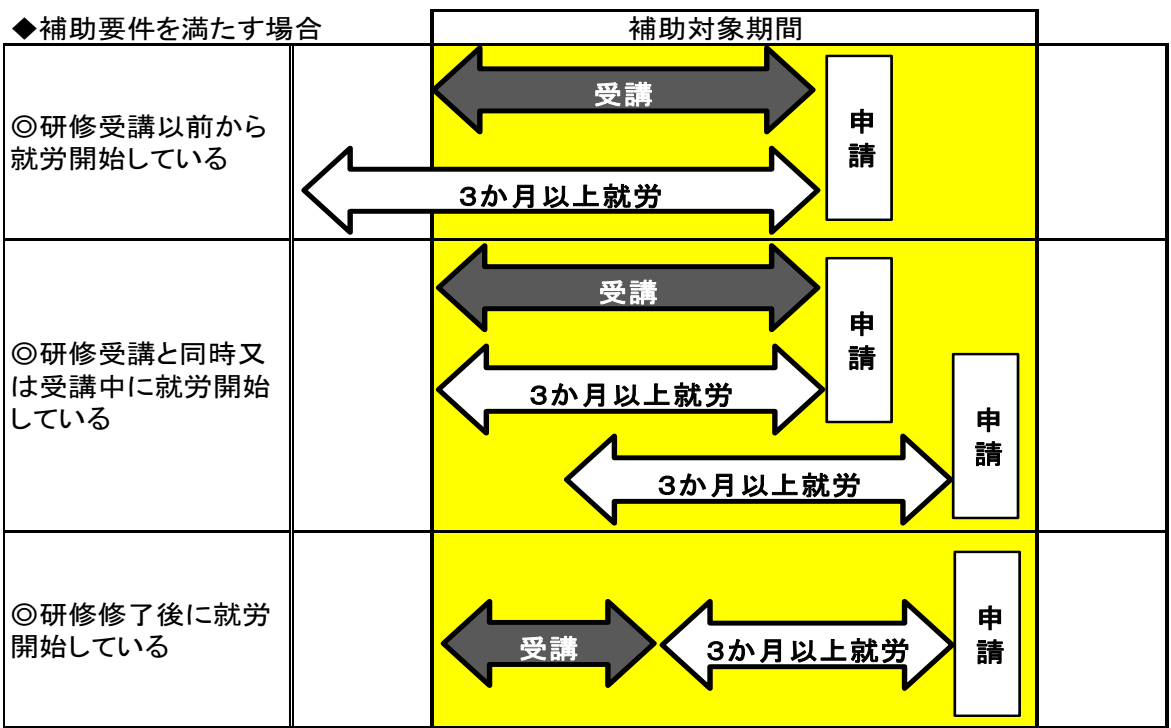 ◆補助要件を満たす場合
補助対象期間
◎研修受講以前から
就労開始している
受講
3か月以上就労
申
請
◎研修受講と同時又
は受講中に就労開始
している
受講
3か月以上就労
申
請
3か月以上就労
申
請
◎研修修了後に就労
開始している
受講
3か月以上就労
申
請